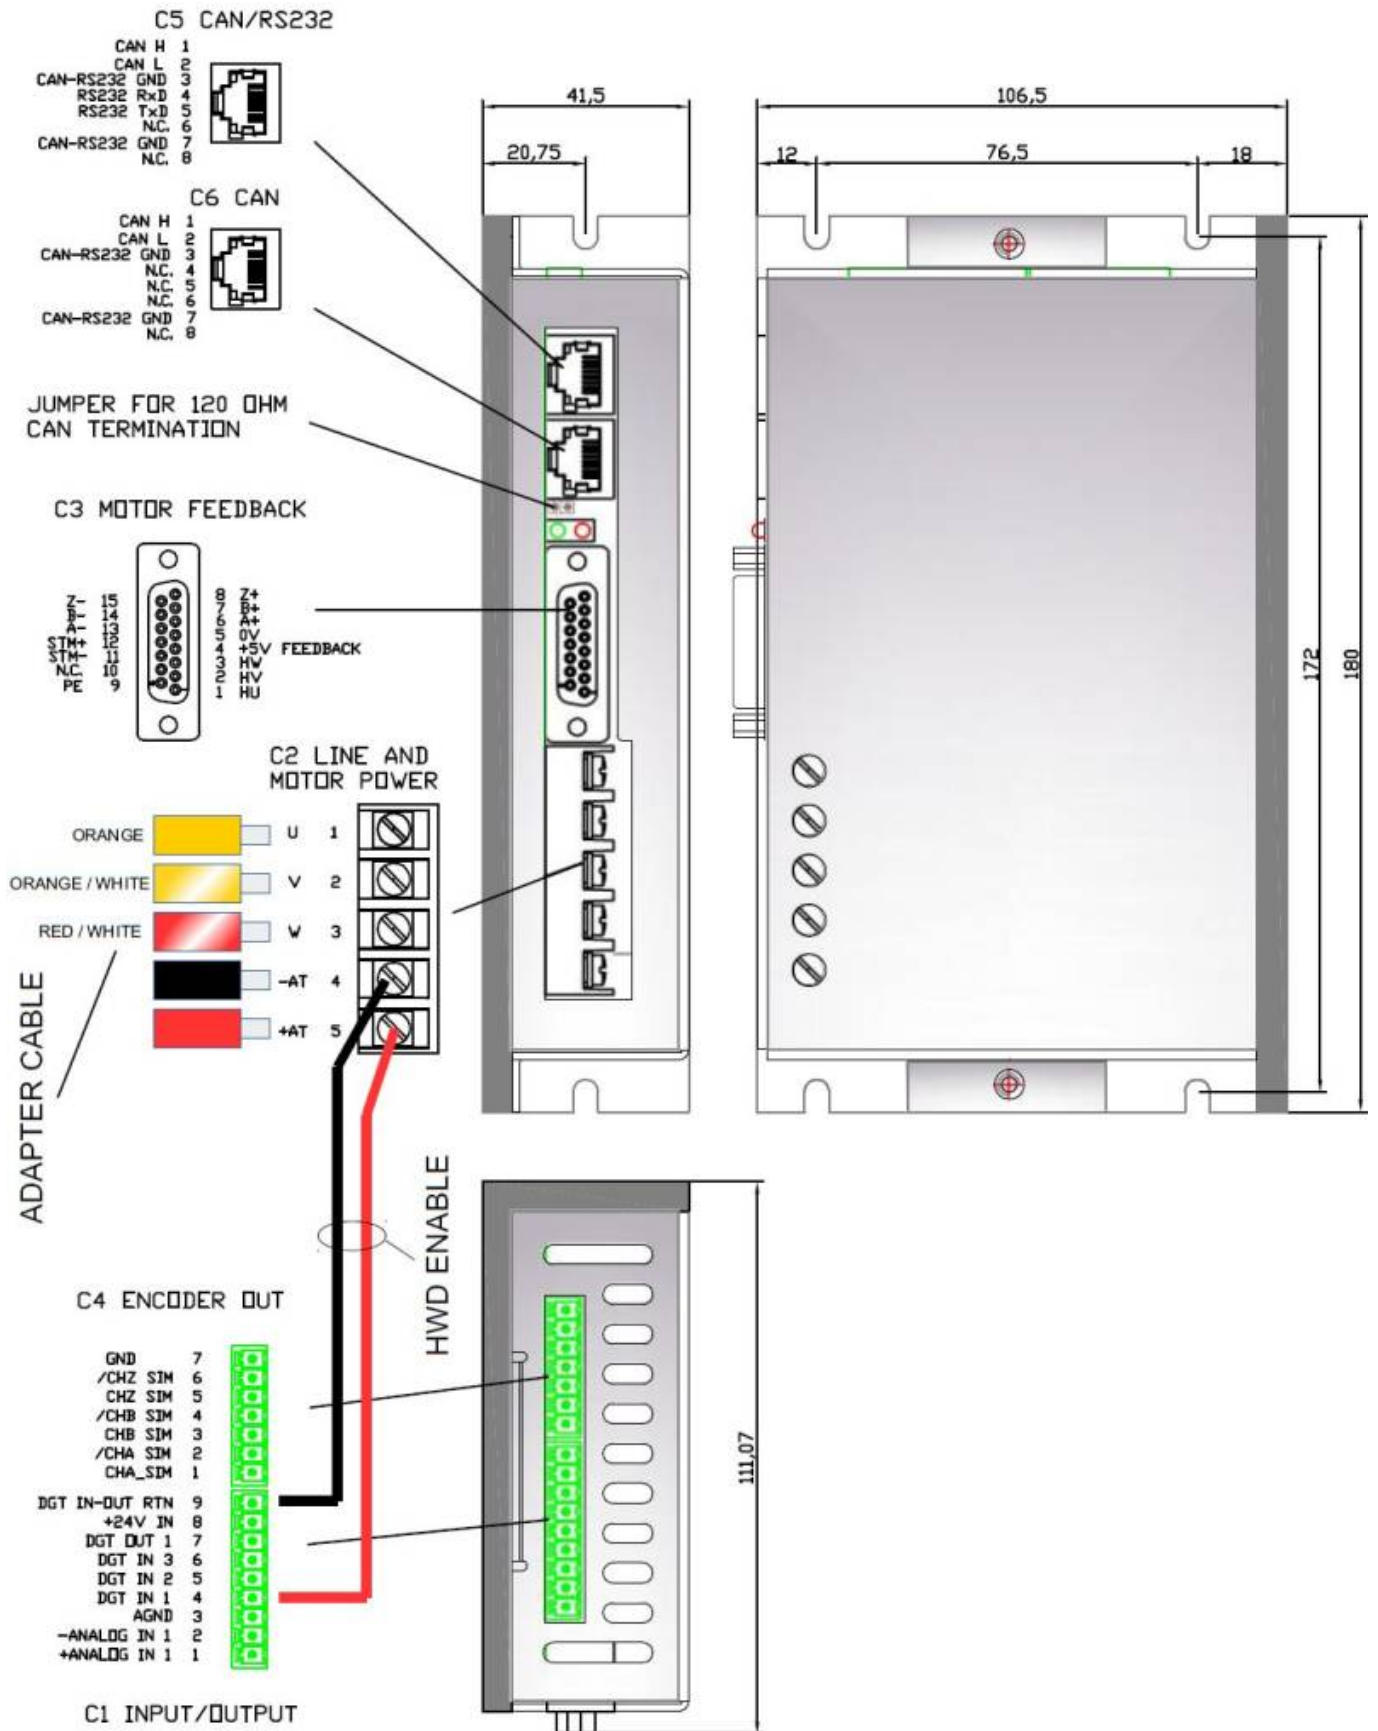 C5 CAN/RS232
CAN H 1
CAN L 2
CAN-RS232 GND 3
RS232 RxD 4
RS232 TxD 5
N.C. 6
CAN-RS232 GND 7
N.C. 8
C6 CAN
CAN H 1
CAN L 2
CAN-RS232 GND 3
N.C. 4
N.C. 5
N.C. 6
CAN-RS232 GND 7
N.C. 8
JUMPER FOR 120 OHM
CAN TERMINATION
C3 MOTOR FEEDBACK
Z- 15
B- 14
A- 13
STM+ 12
STM- 11
N.C. 10
PE 9
8 Z+
7 B+
6 A+
5 0V
4 +5V FEEDBACK
3 HW
2 HV
1 HU
C2 LINE AND
MOTOR POWER
ORANGE U 1
ORANGE / WHITE V 2
RED / WHITE W 3
-AT 4
+AT 5
ADAPTER CABLE
HWD ENABLE
C4 ENCODER OUT
GND 7
/CHZ SIM 6
CHZ SIM 5
/CHB SIM 4
CHB SIM 3
/CHA SIM 2
CHA_SIM 1
DGT IN-OUT RTN 9
+24V IN 8
DGT OUT 1 7
DGT IN 3 6
DGT IN 2 5
DGT IN 1 4
AGND 3
-ANALOG IN 1 2
+ANALOG IN 1 1
C1 INPUT/OUTPUT
41,5
20,75
106,5
12
76,5
18
172
180
111,07